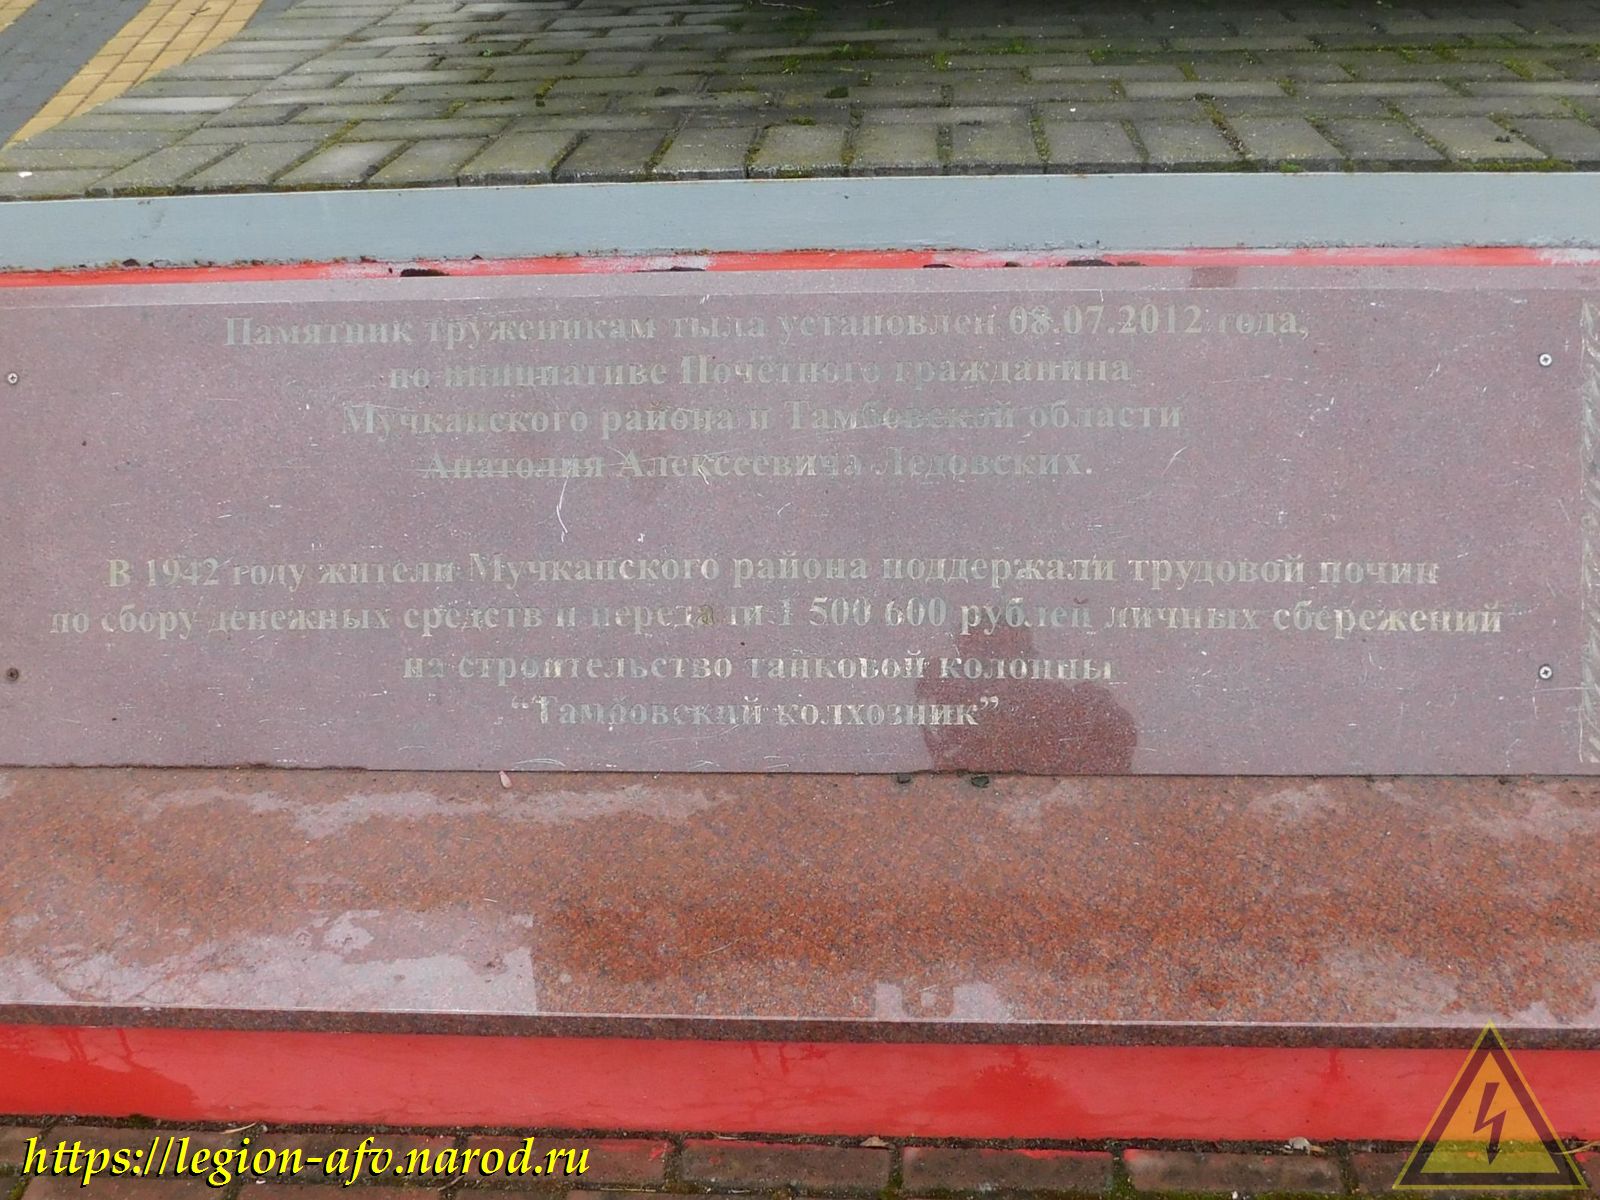 Памятник труженикам тыла установлен 08.07.2012 года,
по инициативе Почётного гражданина
Мучкапского района и Тамбовской области
Анатолия Алексеевича Ледовских.
В 1942 году жители Мучкапского района поддержали трудовой почин
по сбору денежных средств и передали 1 500 600 рублей личных сбережений
на строительство танковой колонны
“Тамбовский колхозник”
https://legion-afv.narod.ru